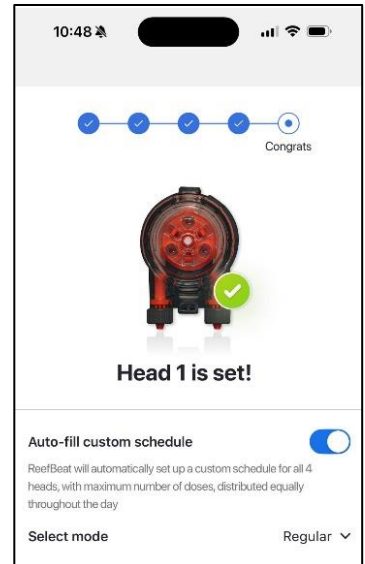 10:48
Congrats
Head 1 is set!
Auto-fill custom schedule
ReefBeat will automatically set up a custom schedule for all 4
heads, with maximum number of doses, distributed equally
throughout the day
Select mode Regular